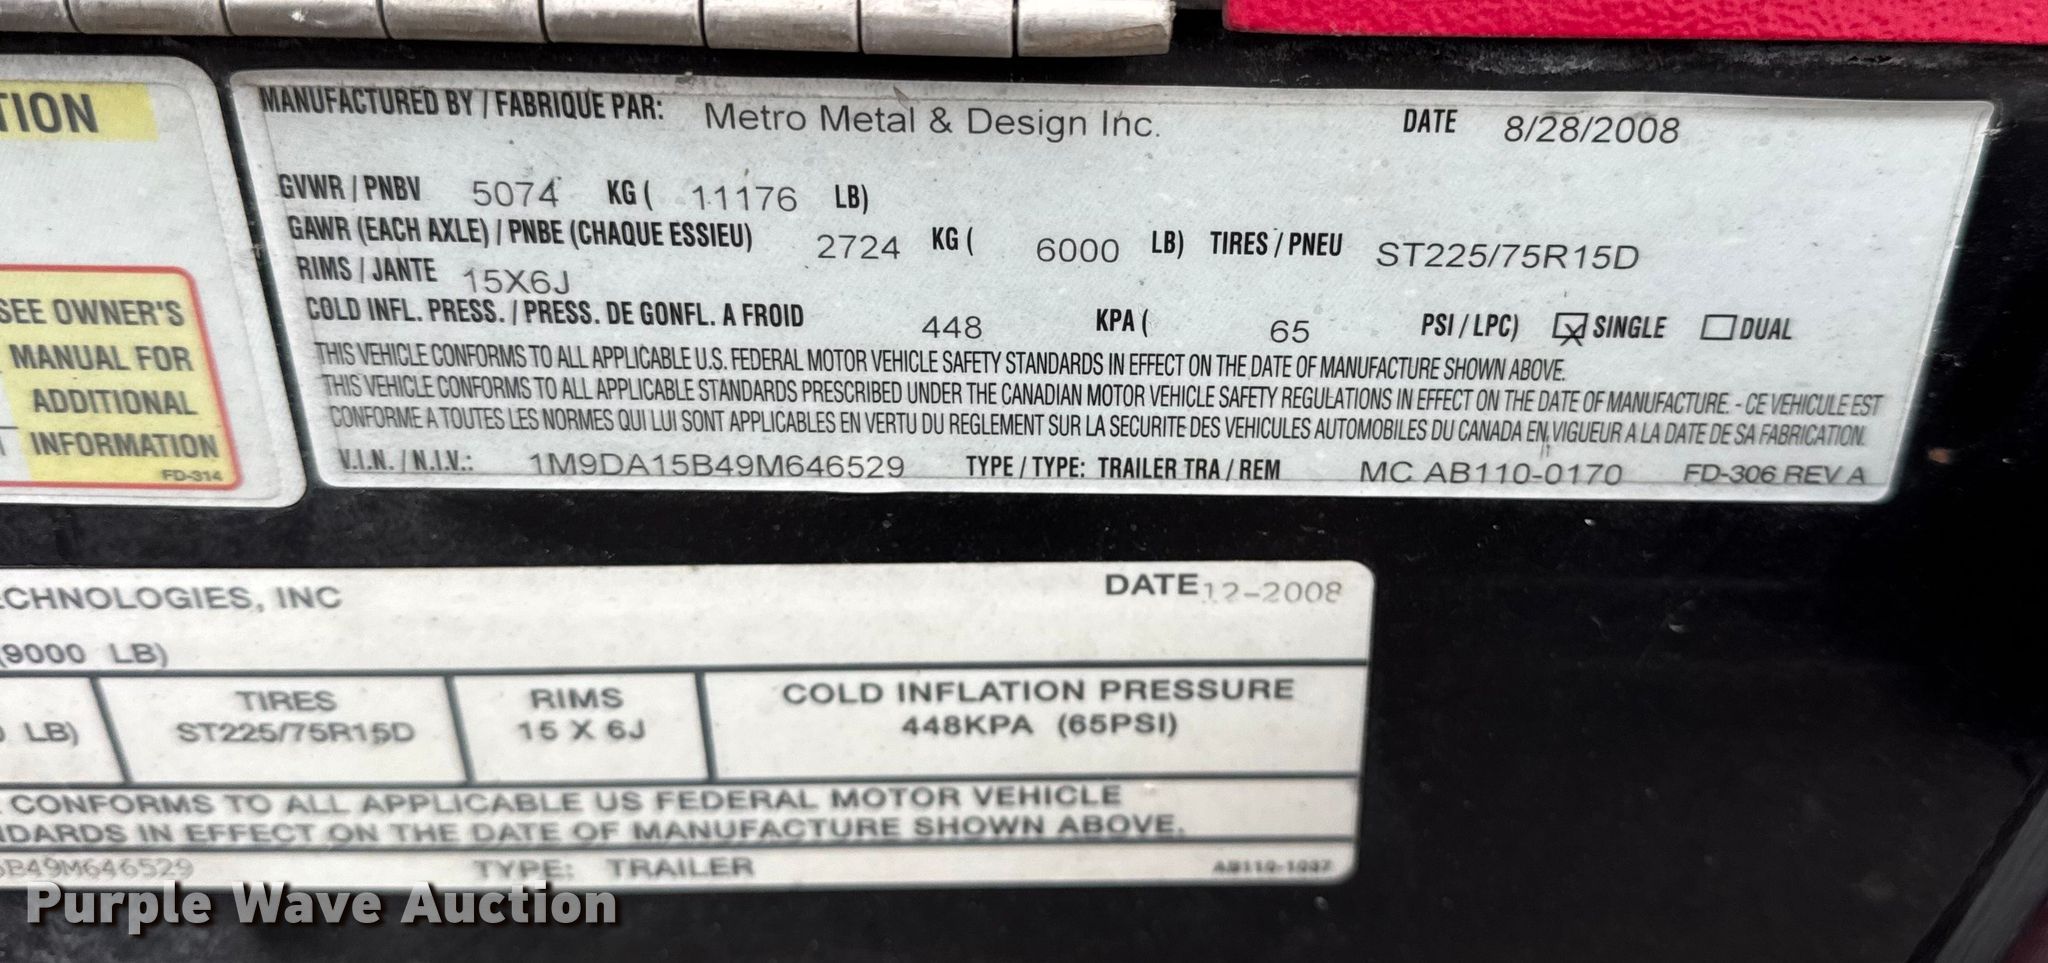 TION
SEE OWNER'S
MANUAL FOR
ADDITIONAL
INFORMATION
FD-314
MANUFACTURED BY / FABRIQUE PAR: Metro Metal & Design Inc. DATE 8/28/2008
GVWR / PNBV 5074 KG ( 11176 LB)
GAWR (EACH AXLE) / PNBE (CHAQUE ESSIEU) 2724 KG ( 6000 LB) TIRES / PNEU ST225/75R15D
RIMS / JANTE 15X6J
COLD INFL. PRESS. / PRESS. DE GONFL. A FROID 448 KPA ( 65 PSI / LPC) SINGLE DUAL
THIS VEHICLE CONFORMS TO ALL APPLICABLE U.S. FEDERAL MOTOR VEHICLE SAFETY STANDARDS IN EFFECT ON THE DATE OF MANUFACTURE SHOWN ABOVE.
THIS VEHICLE CONFORMS TO ALL APPLICABLE STANDARDS PRESCRIBED UNDER THE CANADIAN MOTOR VEHICLE SAFETY REGULATIONS IN EFFECT ON THE DATE OF MANUFACTURE. - CE VEHICULE EST
CONFORME A TOUTES LES NORMES QUI LUI SONT APPLICABLES EN VERTU DU REGLEMENT SUR LA SECURITE DES VEHICULES AUTOMOBILES DU CANADA EN VIGUEUR A LA DATE DE SA FABRICATION.
V.I.N. / N.I.V.: 1M9DA15B49M646529 TYPE / TYPE: TRAILER TRA / REM MC AB110-0170 FD-306 REV A
CHNOLOGIES, INC DATE 12-2008
(9000 LB)
LB) TIRES RIMS COLD INFLATION PRESSURE
ST225/75R15D 15 X 6J 448KPA (65PSI)
CONFORMS TO ALL APPLICABLE US FEDERAL MOTOR VEHICLE
DARDS IN EFFECT ON THE DATE OF MANUFACTURE SHOWN ABOVE.
B49M646529 TYPE: TRAILER
Purple Wave Auction